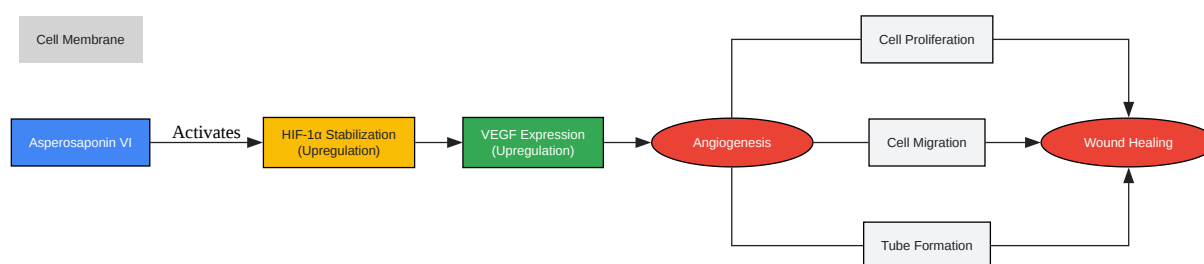 Cell Membrane
Asperosaponin VI
Activates
HIF-1α Stabilization
(Upregulation)
VEGF Expression
(Upregulation)
Angiogenesis
Cell Proliferation
Cell Migration
Tube Formation
Wound Healing